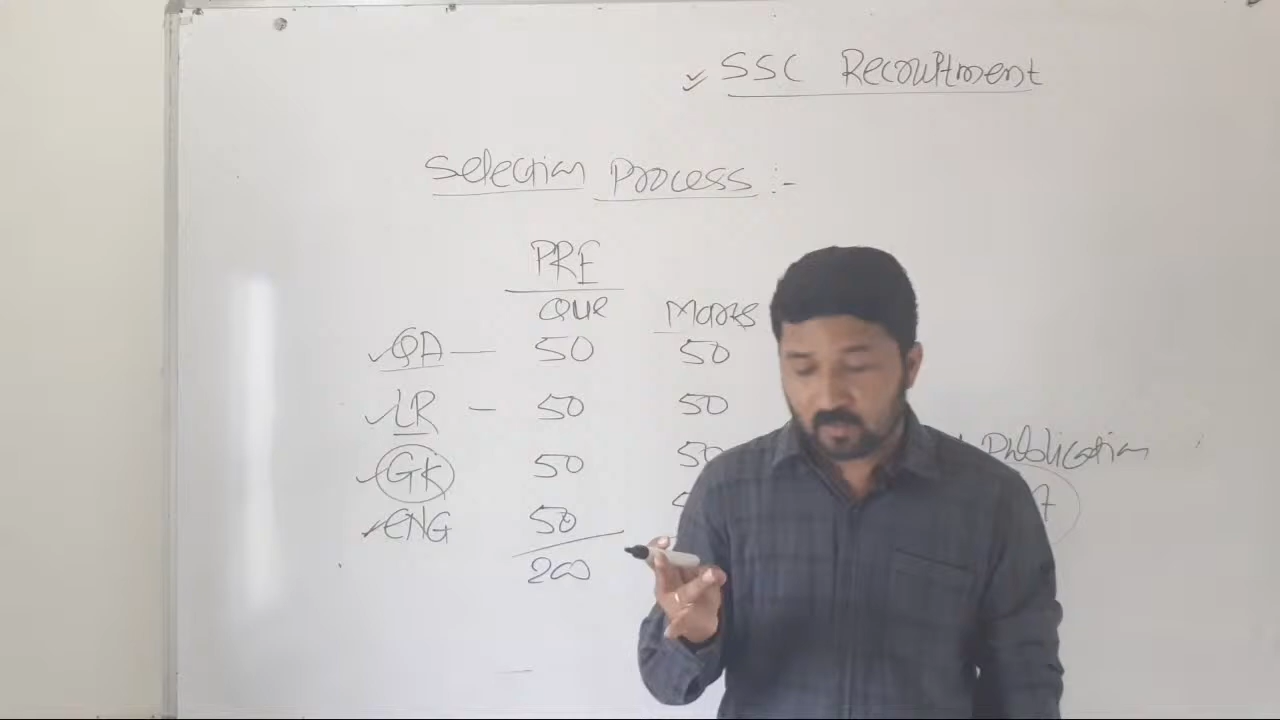 SSC Recruitment
Selection Process :-
PRE
Que Marks
QA — 50 50
LR — 50 50
GK 50 50
ENG 50
200
Publication